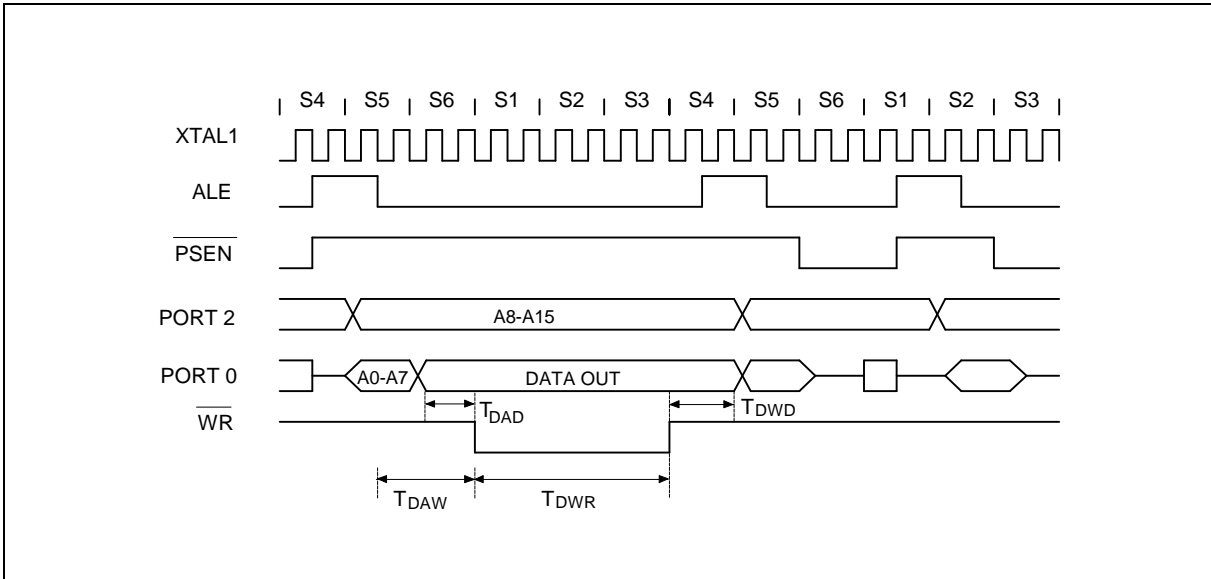 S4 S5 S6 S1 S2 S3 S4 S5 S6 S1 S2 S3
XTAL1
ALE
PSEN
PORT 2
A8-A15
PORT 0
A0-A7
DATA OUT
TDAD
TDWD
WR
TDAW
TDWR